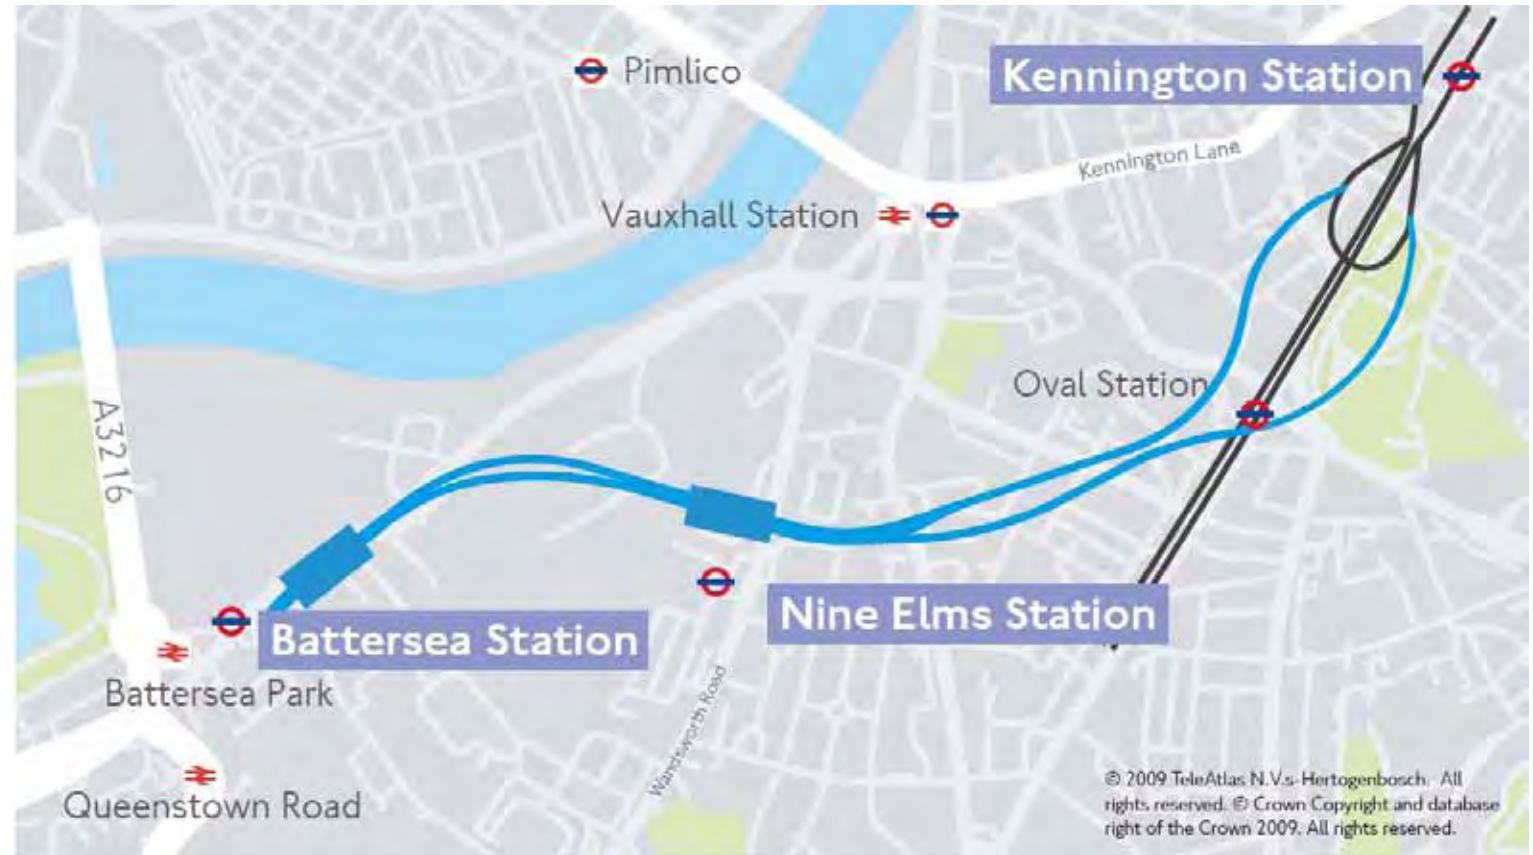 Pimlico
Kennington Station
Kennington Lane
Vauxhall Station
Oval Station
A3216
Nine Elms Station
Battersea Station
Battersea Park
Wandsworth Road
Queenstown Road
© 2009 TeleAtlas N.V.s-Hertogenbosch. All
rights reserved. © Crown Copyright and database
right of the Crown 2009. All rights reserved.